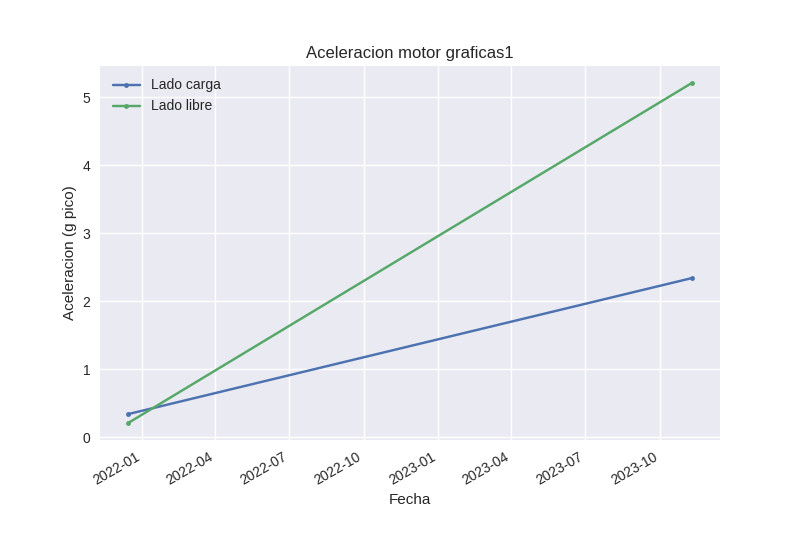 Aceleracion motor graficas1
Lado carga
Lado libre
Aceleracion (g pico)
5
4
3
2
1
0
2022-01
2022-04
2022-07
2022-10
2023-01
2023-04
2023-07
2023-10
Fecha